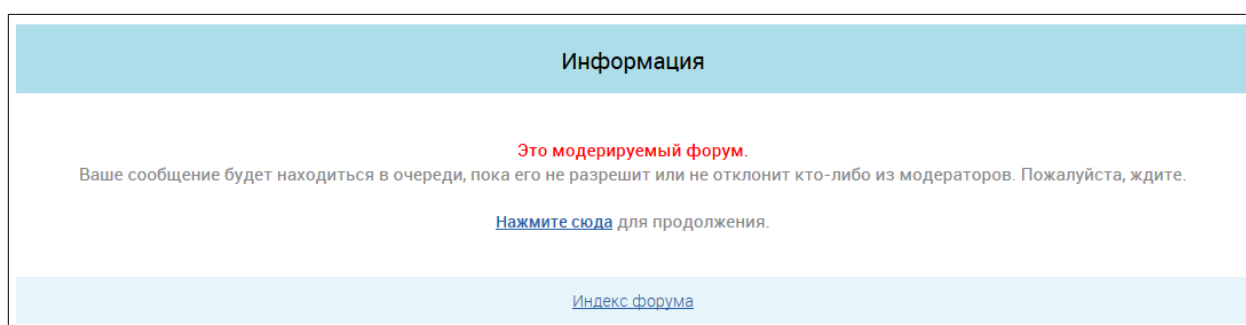 Информация
Это модерируемый форум.
Ваше сообщение будет находиться в очереди, пока его не разрешит или не отклонит кто-либо из модераторов. Пожалуйста, ждите.
Нажмите сюда для продолжения.
Индекс форума